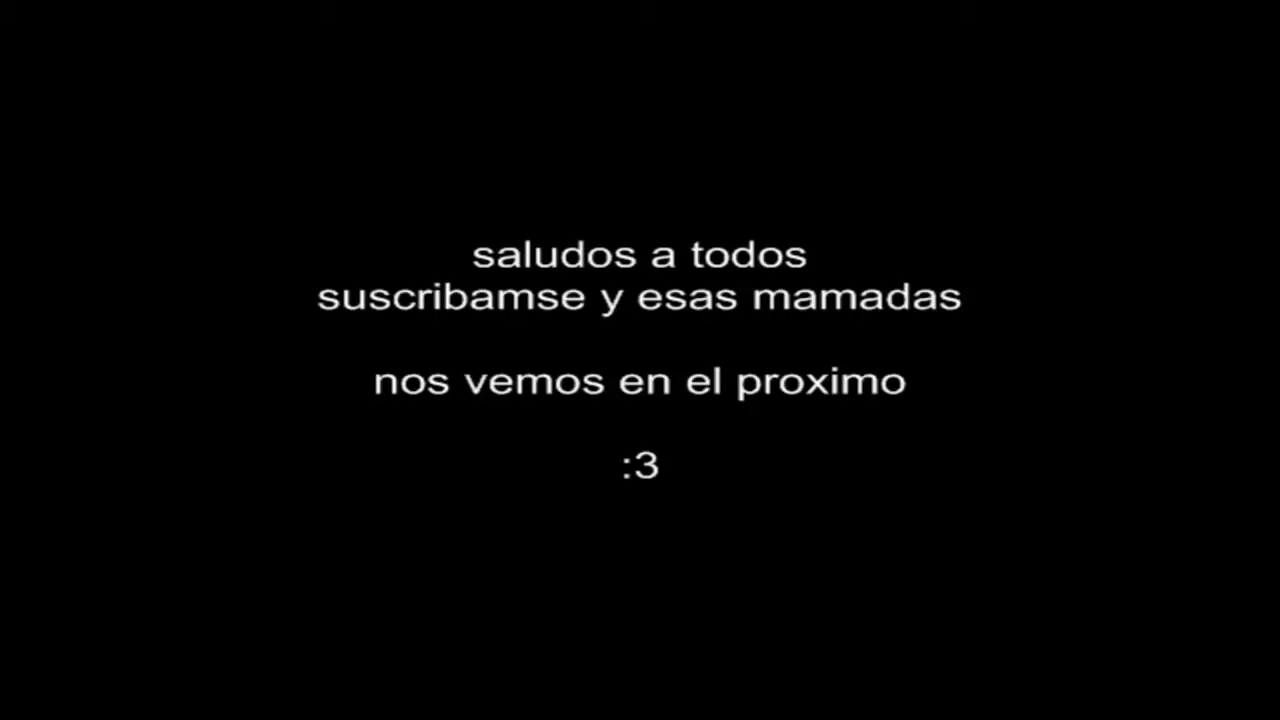 saludos a todos
suscribamse y esas mamadas
nos vemos en el proximo
:3